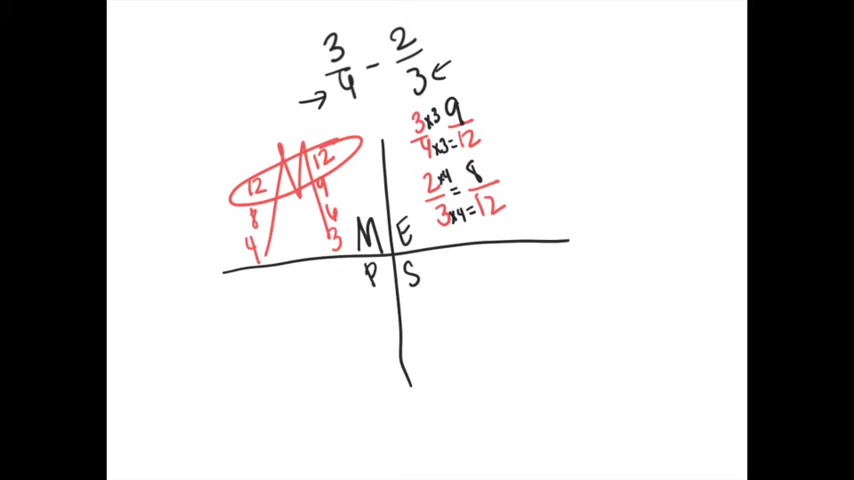 3/4 - 2/3
12 12
8 9
4 6
3
M
3/4 ×3 ×3 = 9/12
2/3 ×4 ×4 = 8/12
E
P
S